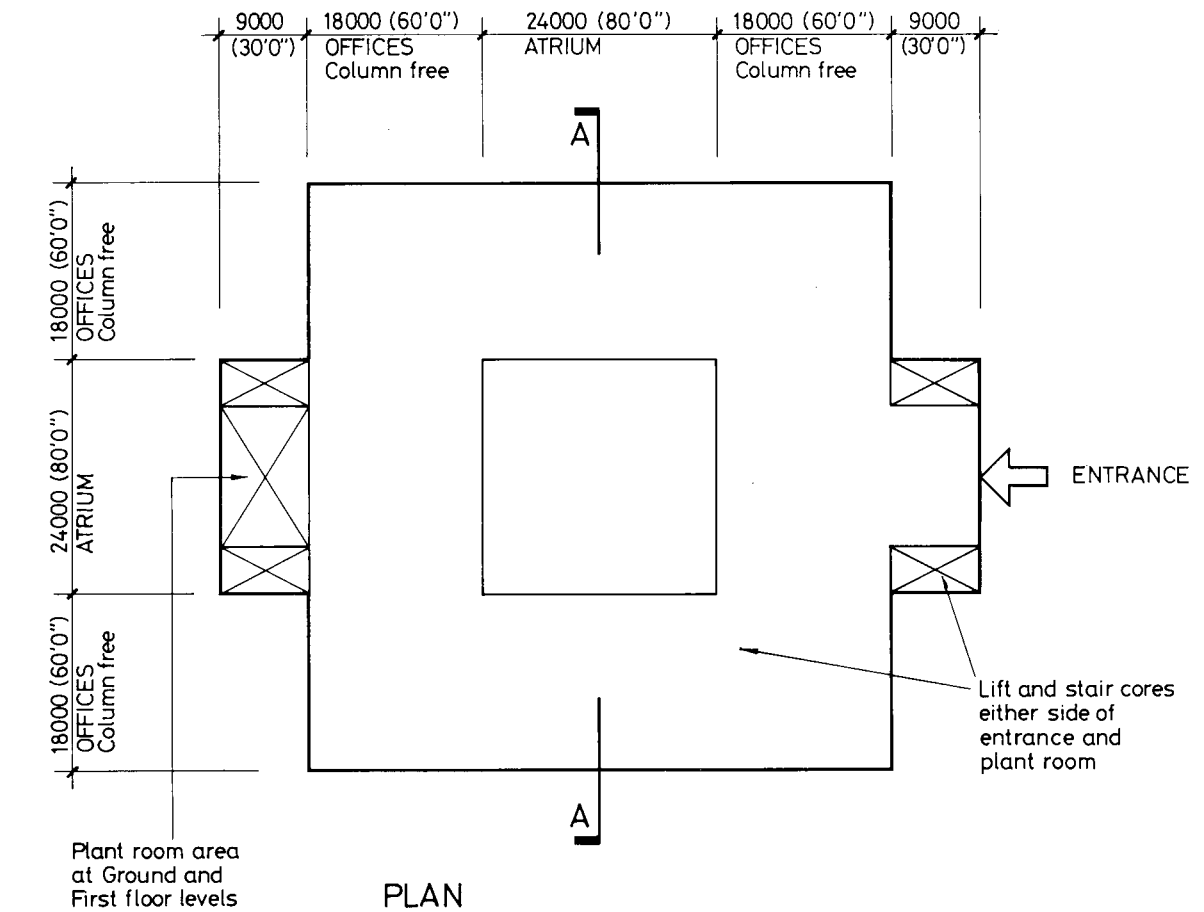 9000
(30'0")
18000 (60'0")
OFFICES
Column free
24000 (80'0")
ATRIUM
18000 (60'0")
OFFICES
Column free
9000
(30'0")
A
18000 (60'0")
OFFICES
Column free
24000 (80'0")
ATRIUM
18000 (60'0")
OFFICES
Column free
ENTRANCE
Lift and stair cores
either side of
entrance and
plant room
A
Plant room area
at Ground and
First floor levels
PLAN